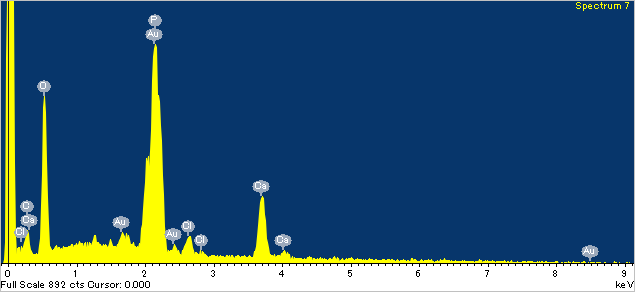 Spectrum 7
P
Au
O
Ca
C
Ca
Cl
Au
Au
Cl
Cl
Ca
Au
0 1 2 3 4 5 6 7 8 9
Full Scale 892 cts Cursor: 0.000 keV